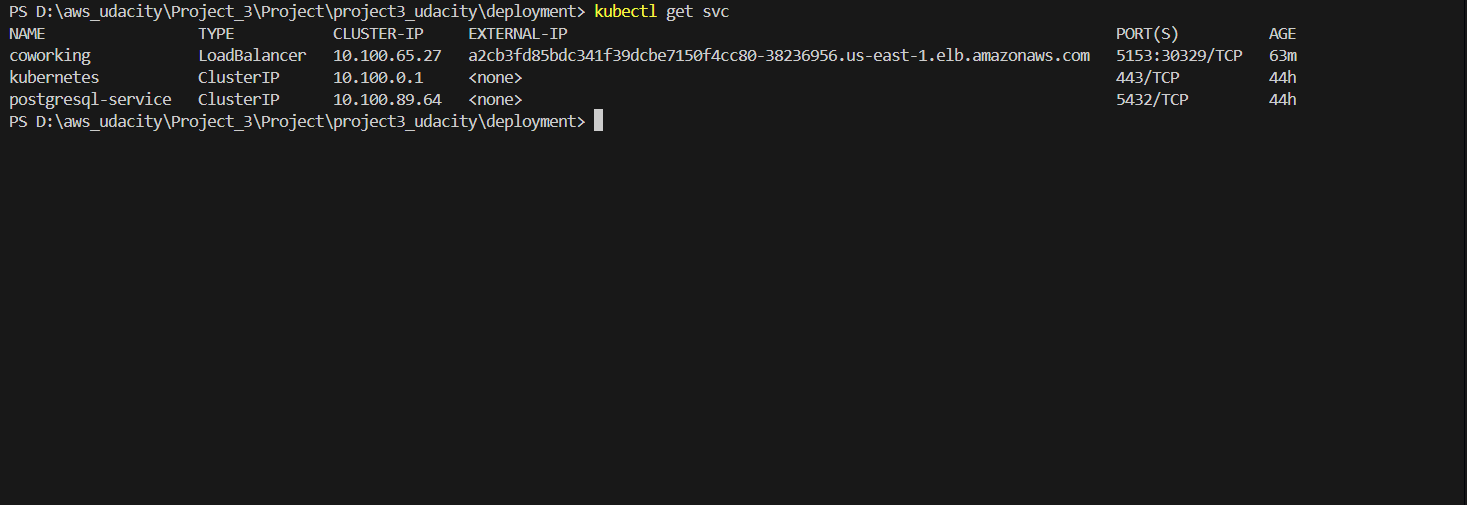 PS D:\aws_udacity\Project_3\Project\project3_udacity\deployment> kubectl get svc
NAME TYPE CLUSTER-IP EXTERNAL-IP PORT(S) AGE
coworking LoadBalancer 10.100.65.27 a2cb3fd85bdc341f39dcbe7150f4cc80-38236956.us-east-1.elb.amazonaws.com 5153:30329/TCP 63m
kubernetes ClusterIP 10.100.0.1 <none> 443/TCP 44h
postgresql-service ClusterIP 10.100.89.64 <none> 5432/TCP 44h
PS D:\aws_udacity\Project_3\Project\project3_udacity\deployment>